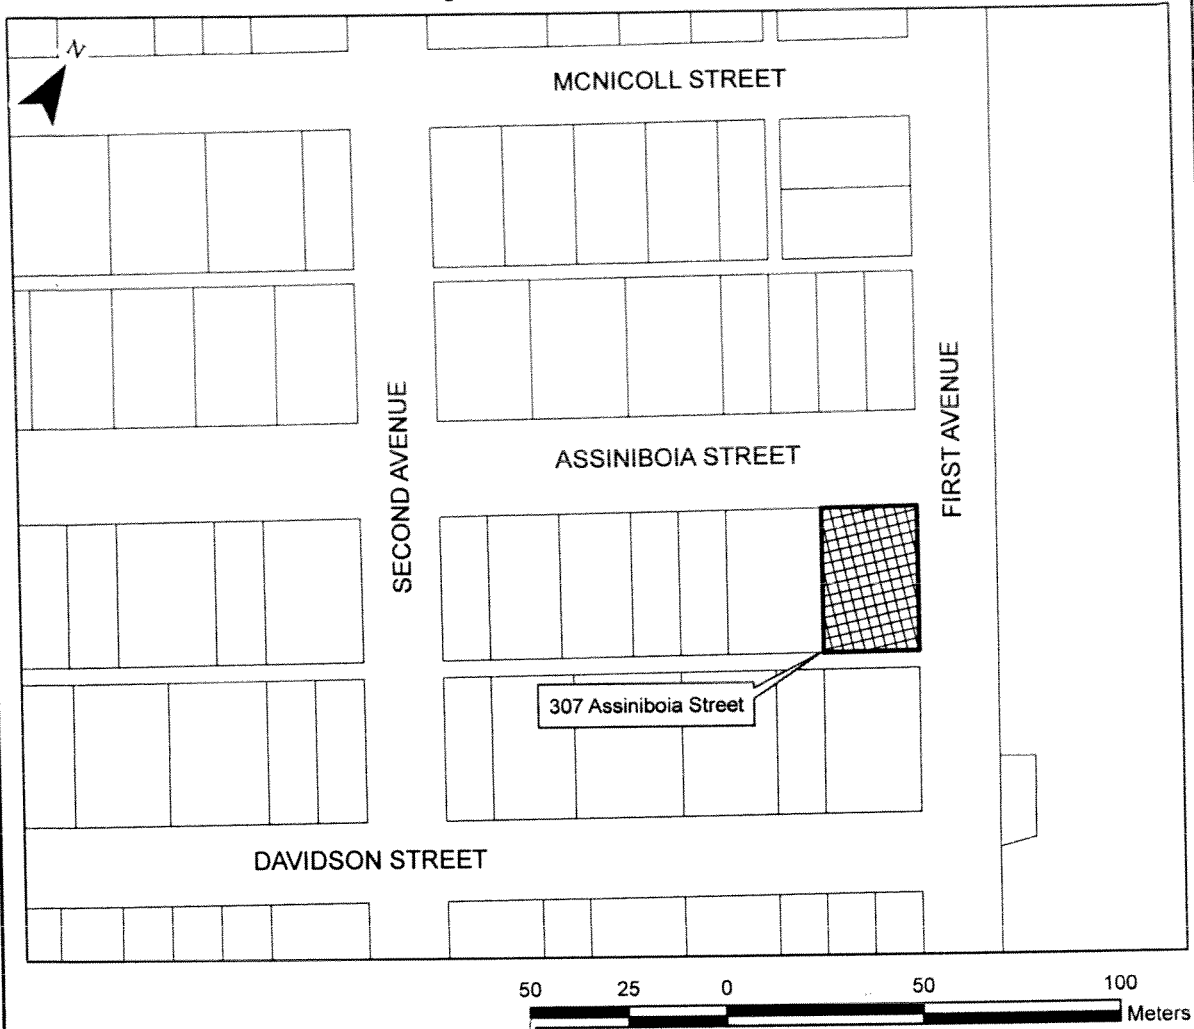 N
MCNICOLL STREET
SECOND AVENUE
FIRST AVENUE
ASSINIBOIA STREET
307 Assiniboia Street
DAVIDSON STREET
50 25 0 50 100
Meters